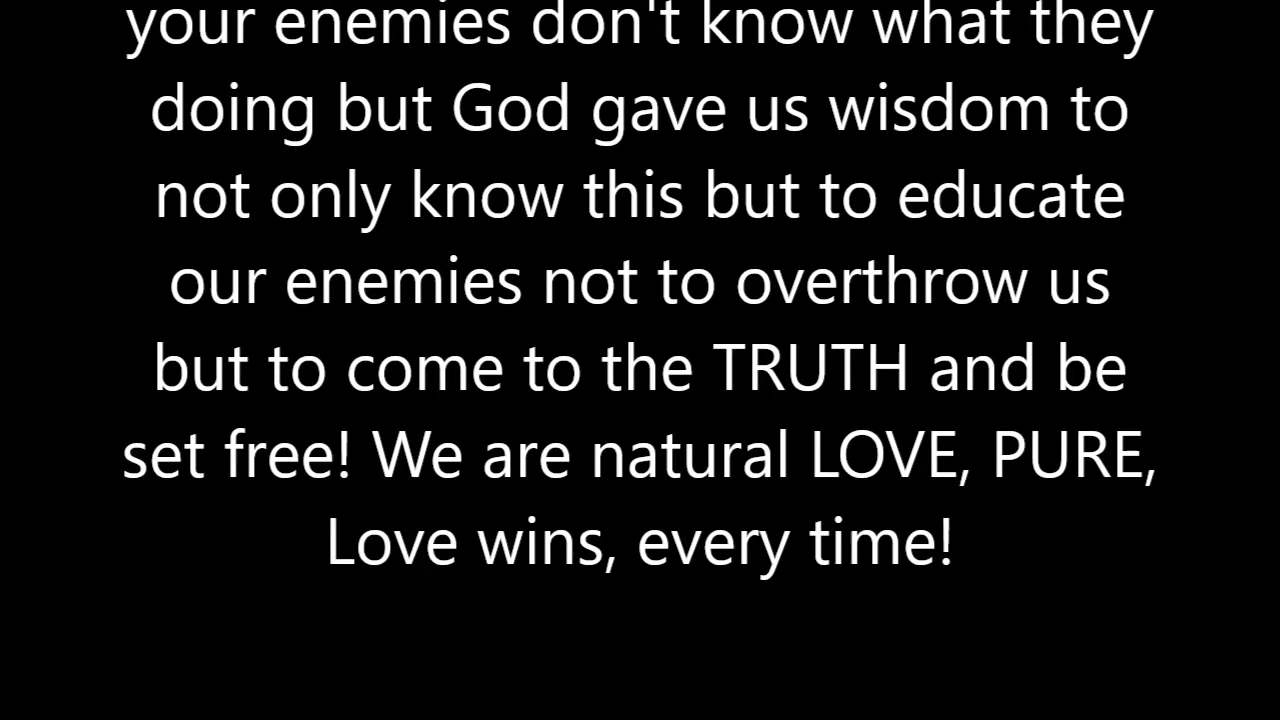 your enemies don't know what they
doing but God gave us wisdom to
not only know this but to educate
our enemies not to overthrow us
but to come to the TRUTH and be
set free! We are natural LOVE, PURE,
Love wins, every time!